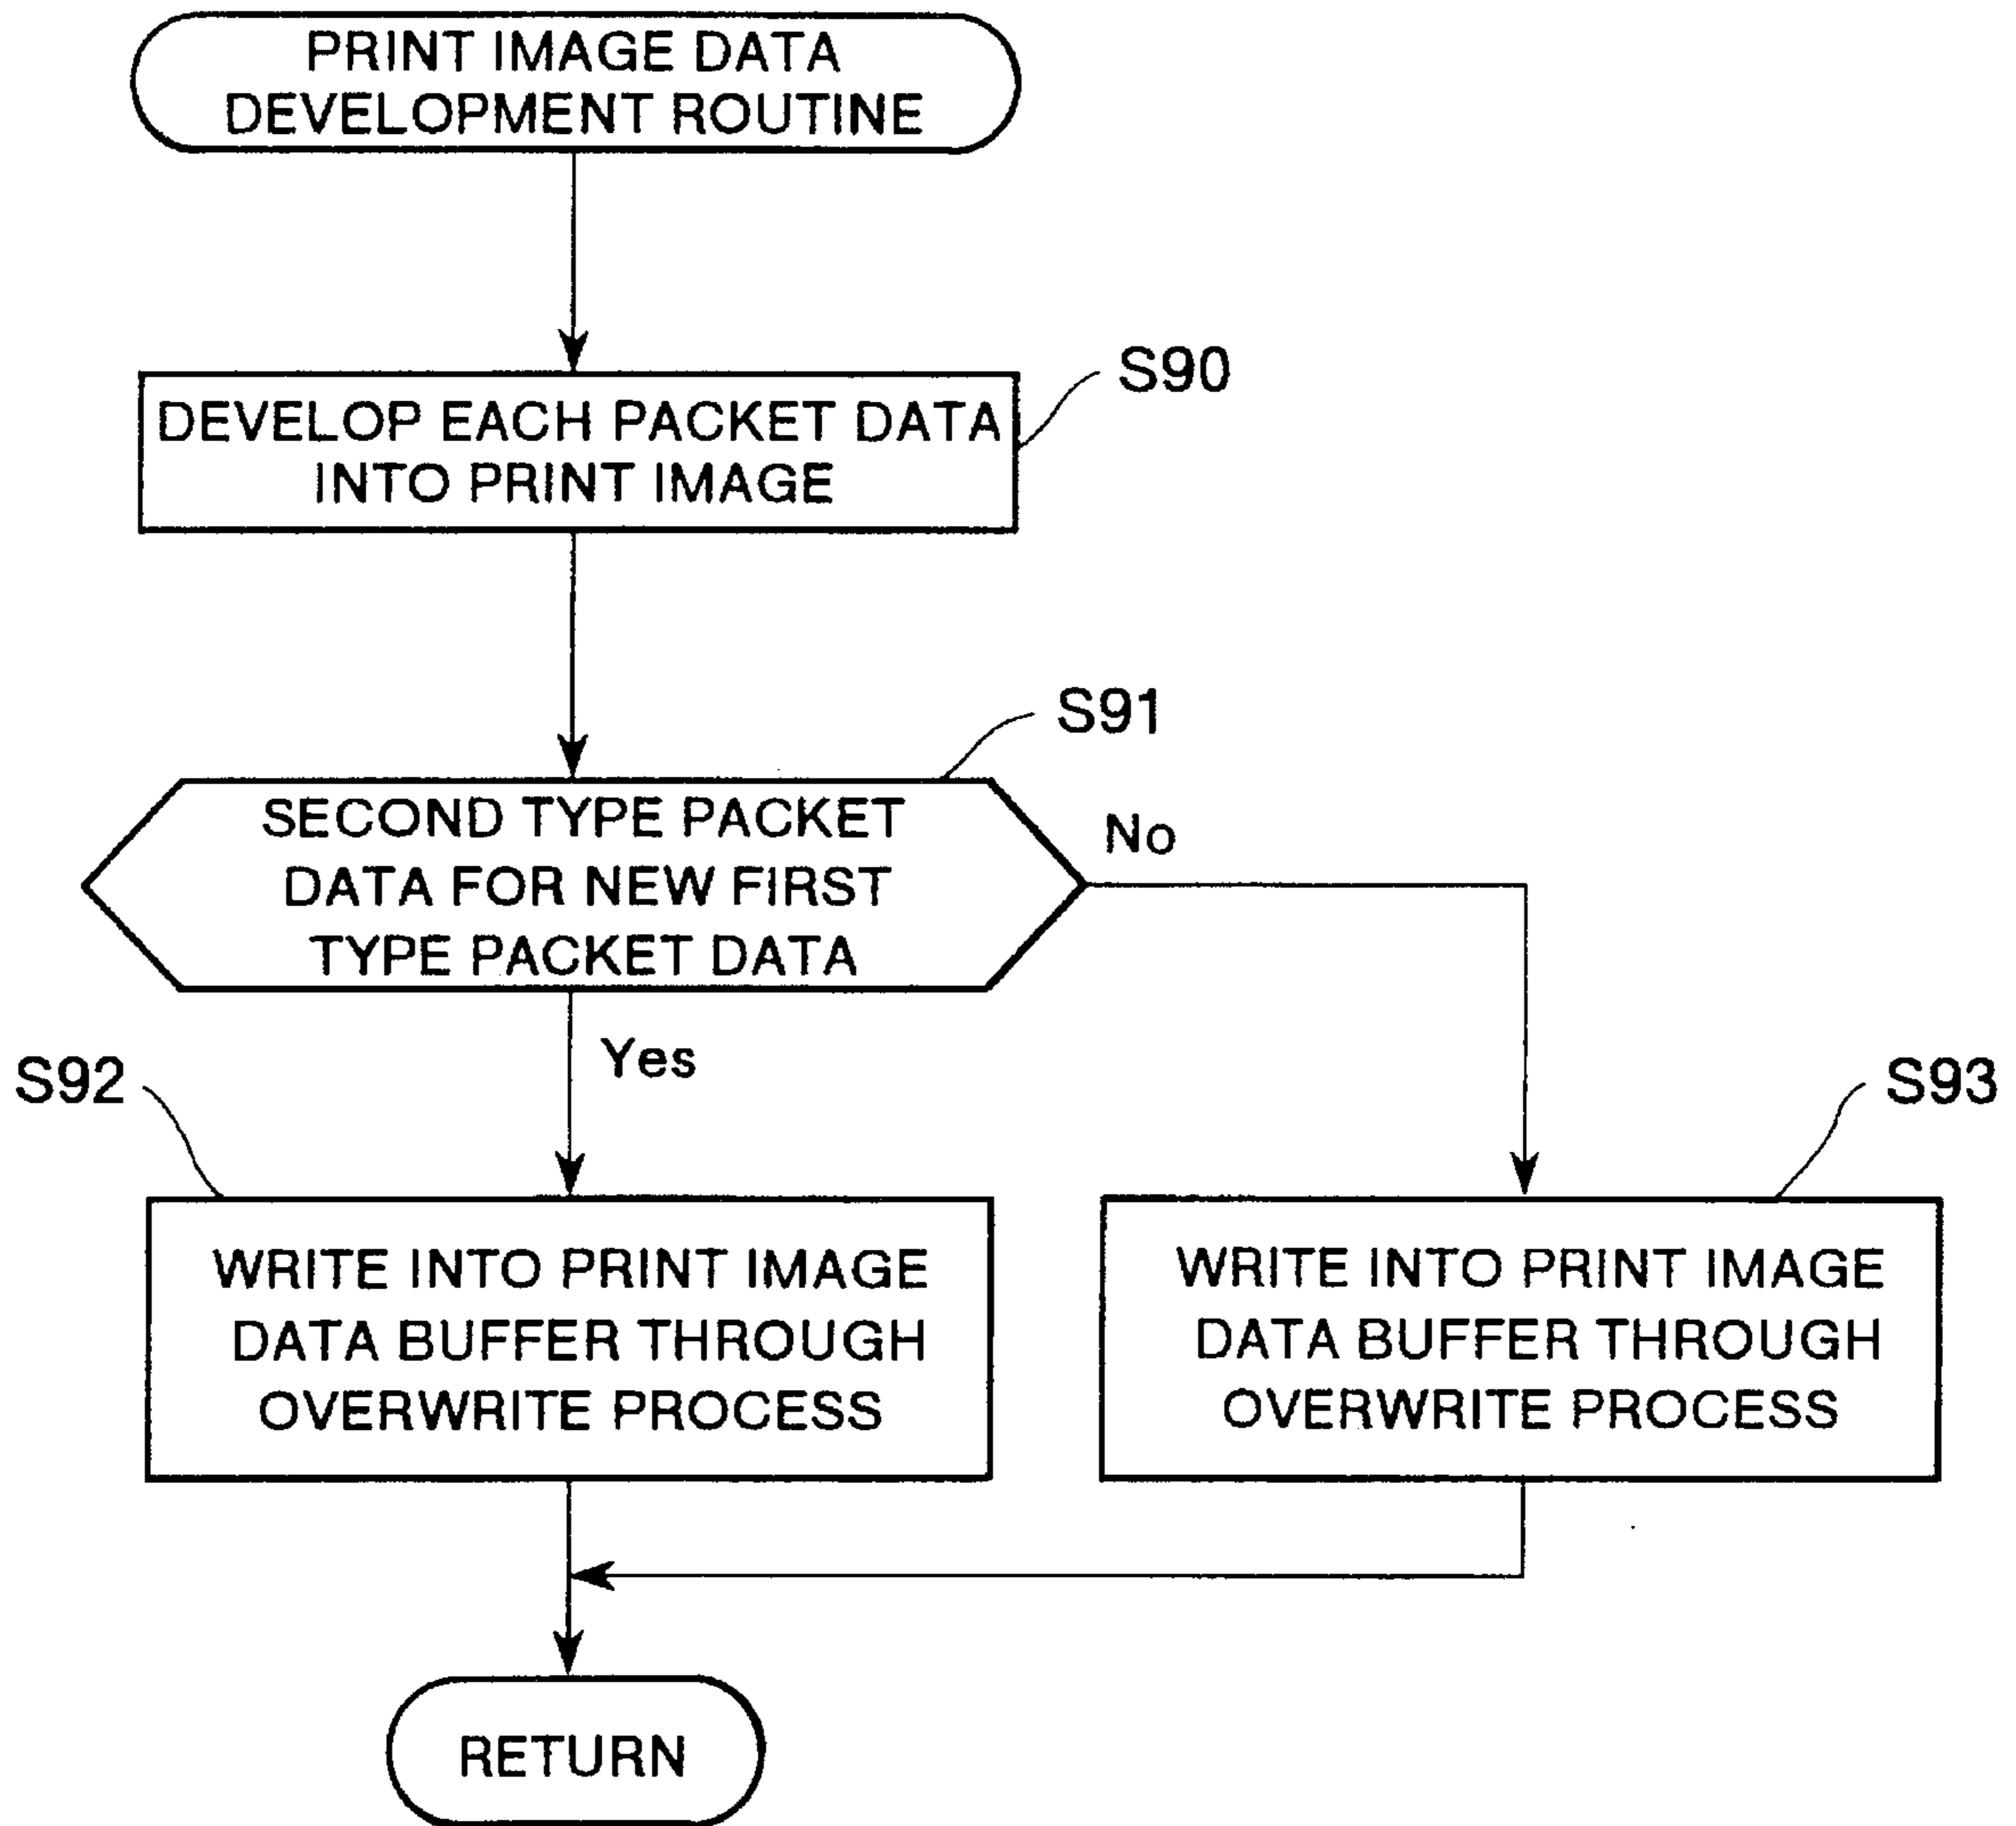 PRINT IMAGE DATA
DEVELOPMENT ROUTINE
S90
DEVELOP EACH PACKET DATA
INTO PRINT IMAGE
S91
SECOND TYPE PACKET
DATA FOR NEW FIRST
TYPE PACKET DATA
No
Yes
S92
S93
WRITE INTO PRINT IMAGE
DATA BUFFER THROUGH
OVERWRITE PROCESS
WRITE INTO PRINT IMAGE
DATA BUFFER THROUGH
OVERWRITE PROCESS
RETURN